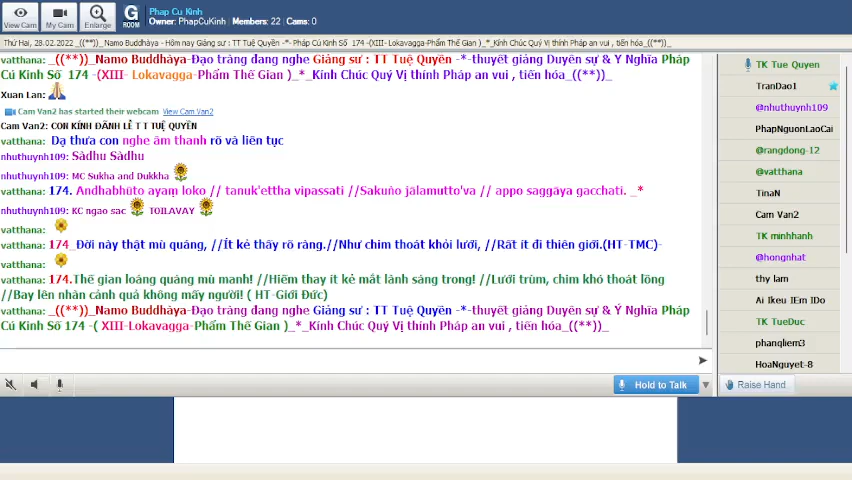 View Cam
My Cam
Enlarge
G
ROOM
Phap Cu Kinh
Owner: PhapCuKinh Members: 22 | Cams: 0
Thứ Hai, 28.02.2022 _((**))_Namo Buddhàya - Hôm nay Giảng sư : TT Tuệ Quyền -*- Pháp Cú Kinh Số 174 -(XIII- Lokavagga-Phẩm Thế Gian )_*_Kính Chúc Quý Vị thính Pháp an vui , tiến hóa_((**))_
vatthana: _((**))_Namo Buddhàya-Đạo tràng đang nghe Giảng sư : TT Tuệ Quyền -*-thuyết giảng Duyên sự & Ý Nghĩa Pháp
Cú Kinh Số 174 -(XIII- Lokavagga-Phẩm Thế Gian )_*_Kính Chúc Quý Vị thính Pháp an vui , tiến hóa_((**))_
Xuan Lan:
Cam Van2 has started their webcam View Cam Van2
Cam Van2: CON KÍNH ĐÃNH LỄ T T TUỆ QUYỀN
vatthana: Dạ thưa con nghe âm thanh rõ và liên tục
nhuthuynh109: Sàdhu Sàdhu
nhuthuynh109: MC Sukha and Dukkha
vatthana: 174. Andhabhūto ayaṃ loko // tanuk'ettha vipassati //Sakuṇo jālamutto'va // appo saggāya gacchati. _*
nhuthuynh109: KC ngao sac TOILAVAY
vatthana:
vatthana: 174_Đời này thật mù quáng, //Ít kẻ thấy rõ ràng.//Như chim thoát khỏi lưới, //Rất ít đi thiên giới.(HT-TMC)-
vatthana:
vatthana: 174.Thế gian loáng quáng mù manh! //Hiếm thay ít kẻ mắt lành sáng trong! //Lưới trùm, chim khó thoát lồng
//Bay lên nhàn cảnh quả không mấy người! ( HT-Giới Đức)
vatthana: _((**))_Namo Buddhàya-Đạo tràng đang nghe Giảng sư : TT Tuệ Quyền -*-thuyết giảng Duyên sự & Ý Nghĩa Pháp
Cú Kinh Số 174 -( XIII- Lokavagga-Phẩm Thế Gian )_*_Kính Chúc Quý Vị thính Pháp an vui , tiến hóa_((**))_
Hold to Talk
TK Tue Quyen
TranDao1
@nhuthuynh109
PhapNguonLaoCai
@rangdong-12
@vatthana
TinaN
Cam Van2
TK minhhanh
@hongnhat
thy lam
Ai Ikeu IEm IDo
TK TueDuc
phanqliem3
HoaNguyet-8
Raise Hand